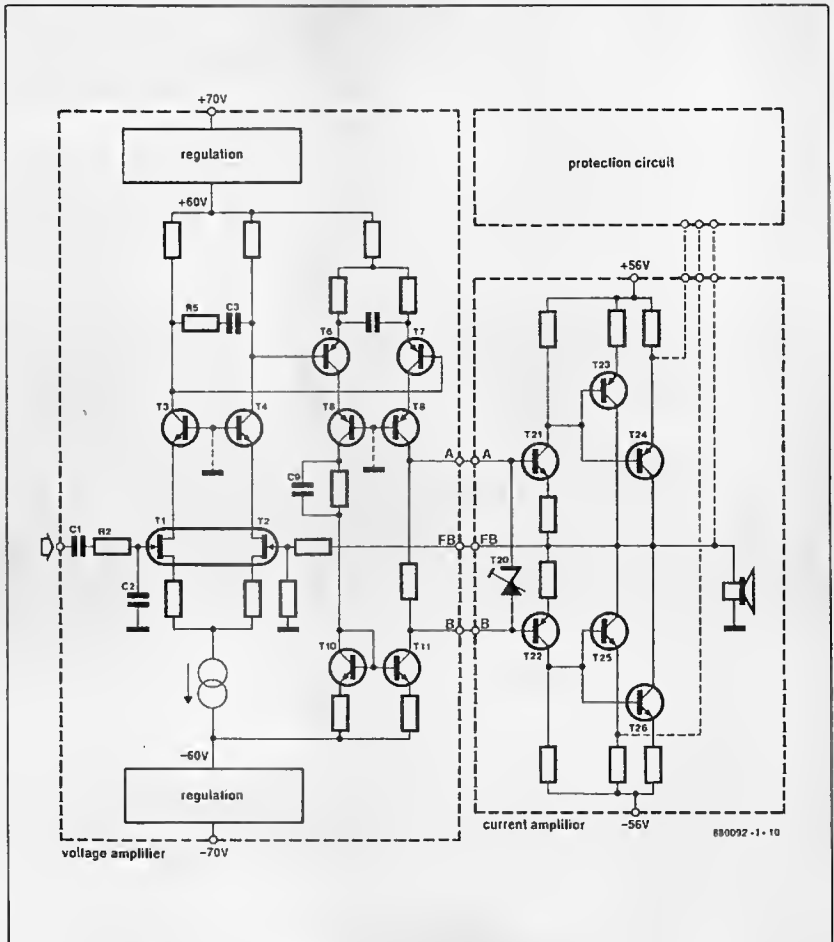 +70V
regulation
protection circuit
+60V
+56V
R5
C3
T6
T7
T23
T3
T4
T8
T8
T21
T24
A
A
C9
C1
R2
T1
T2
FB
FB
T20
C2
B
B
T10
T11
T22
T25
T26
-60V
regulation
-56V
current amplifier
880092-1-10
voltage amplifier
-70V